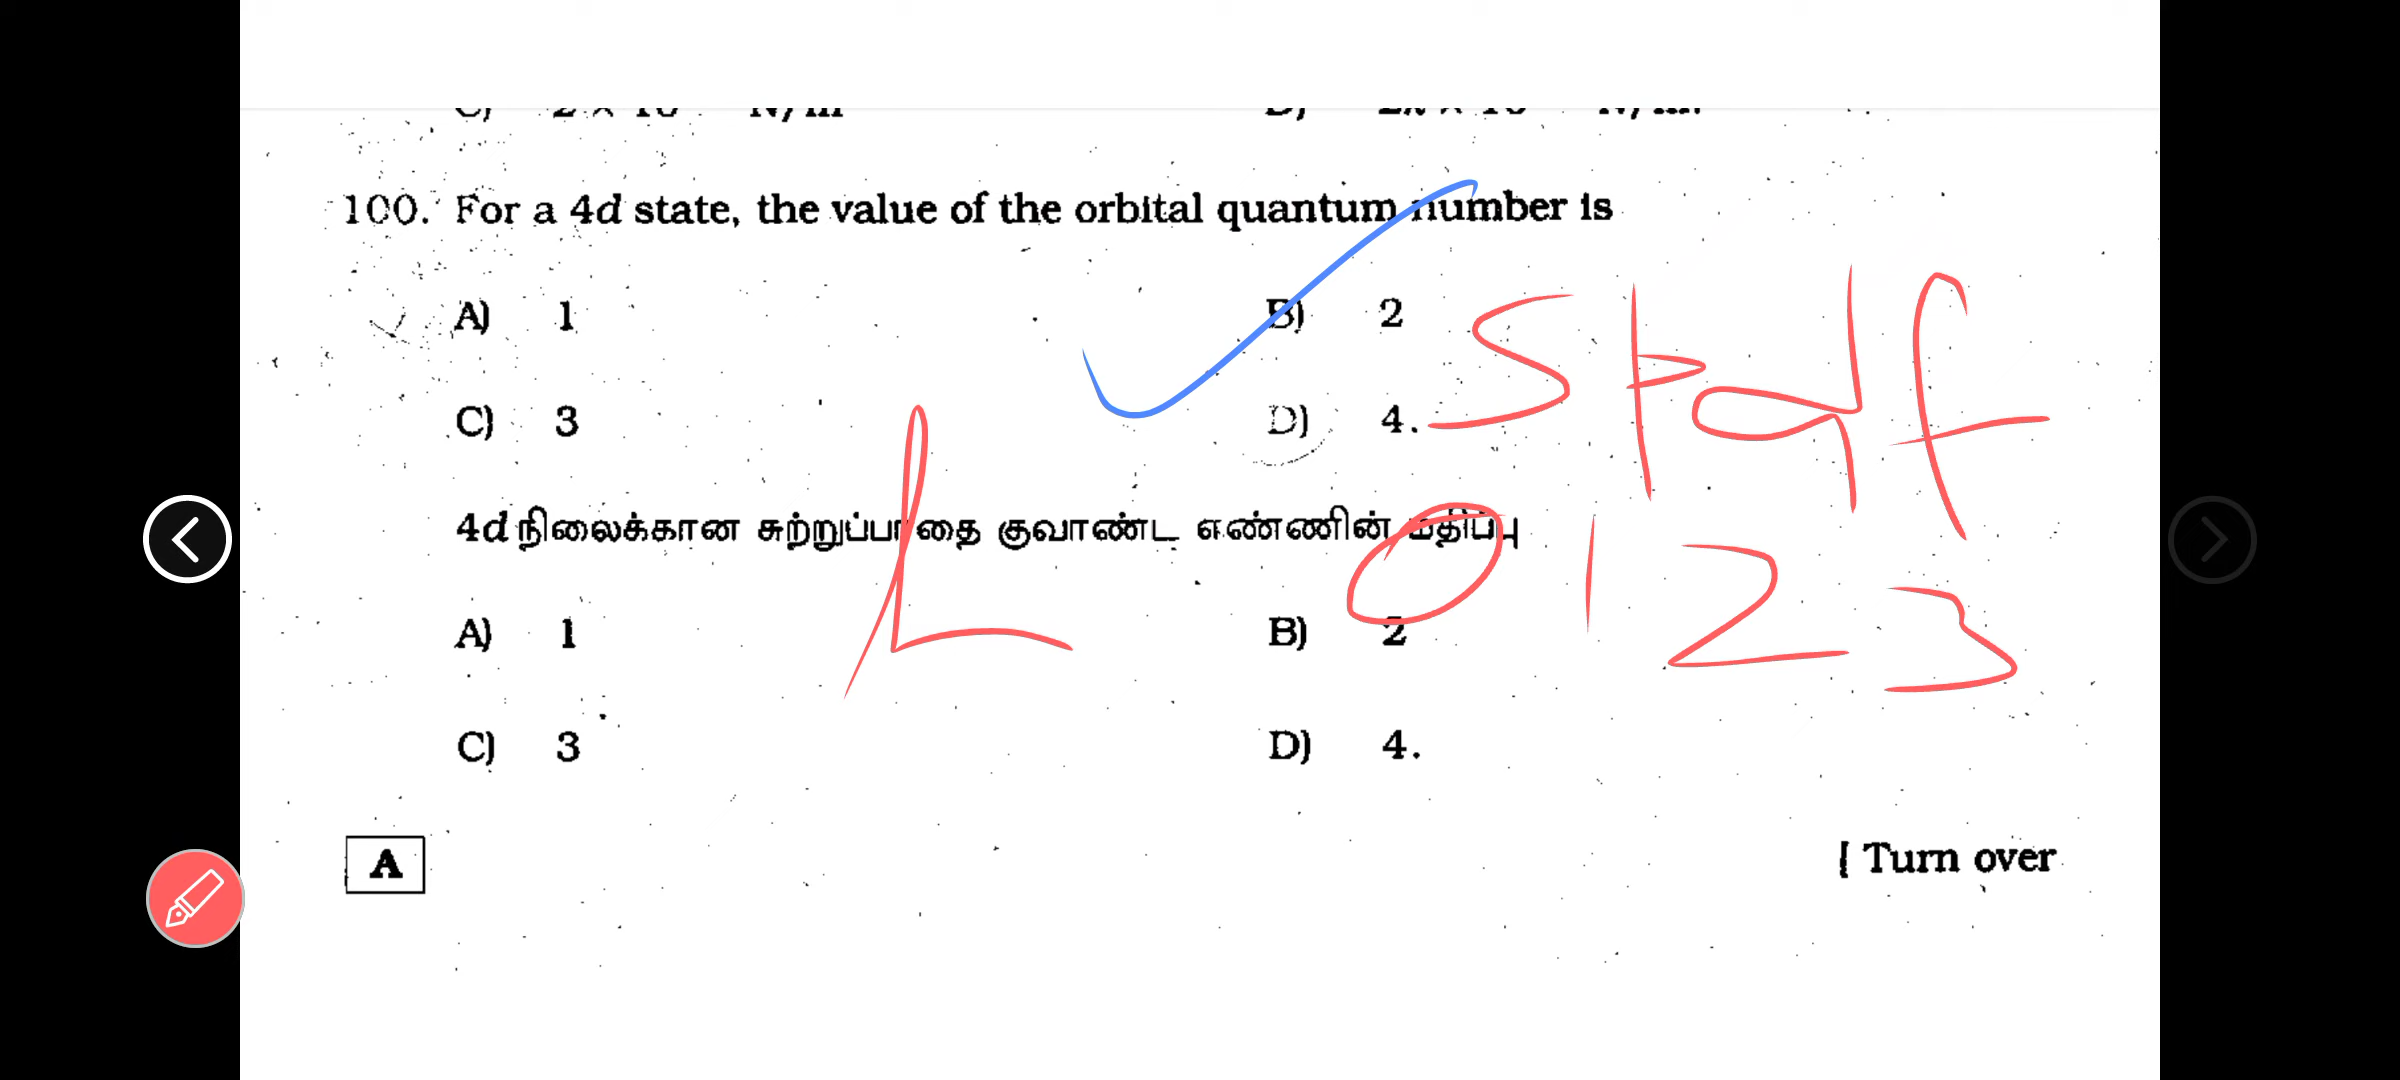 100. For a 4d state, the value of the orbital quantum number is
A) 1 B) 2
C) 3 D) 4.
s p d f
4d நிலைக்கான சுற்றுப்பாதை குவாண்ட எண்ணின் மதிப்பு
L 0 1 2 3
A) 1 B) 2
C) 3 D) 4.
A [ Turn over